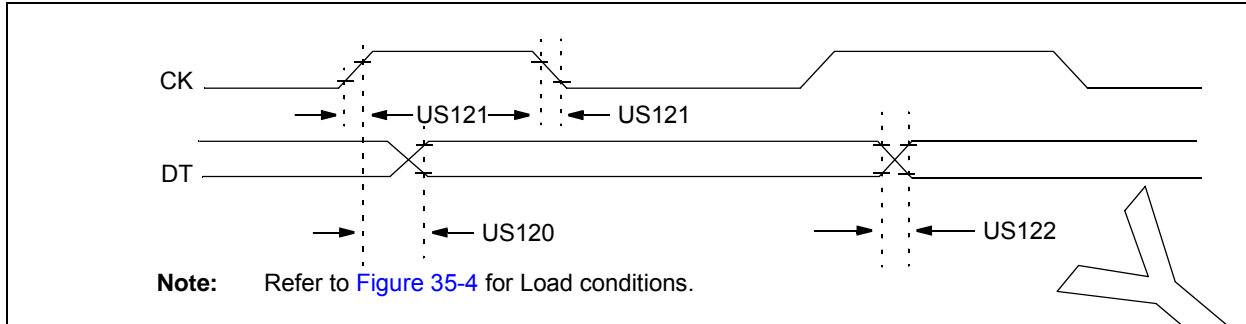 CK
US121 US121
DT
US120 US122
Note: Refer to Figure 35-4 for Load conditions.